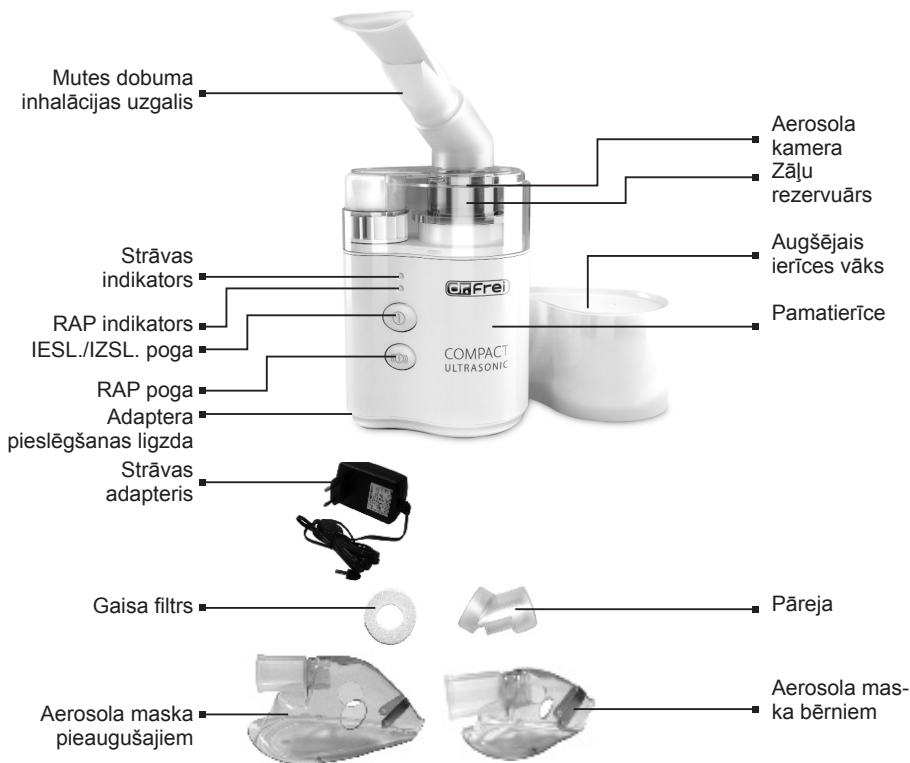 Mutes dobuma
inhalācijas uzgalis
Aerosola
kamera
Zāļu
rezervuārs
Strāvas
indikators
Augšējais
ierīces vāks
dr.Frei
RAP indikators
Pamatierīce
IESL./IZSL. poga
COMPACT
ULTRASONIC
RAP poga
Adaptera
pieslēgšanas ligzda
Strāvas
adapteris
Gaisa filtrs
Pāreja
Aerosola maska
pieaugušajiem
Aerosola mas-
ka bērniem